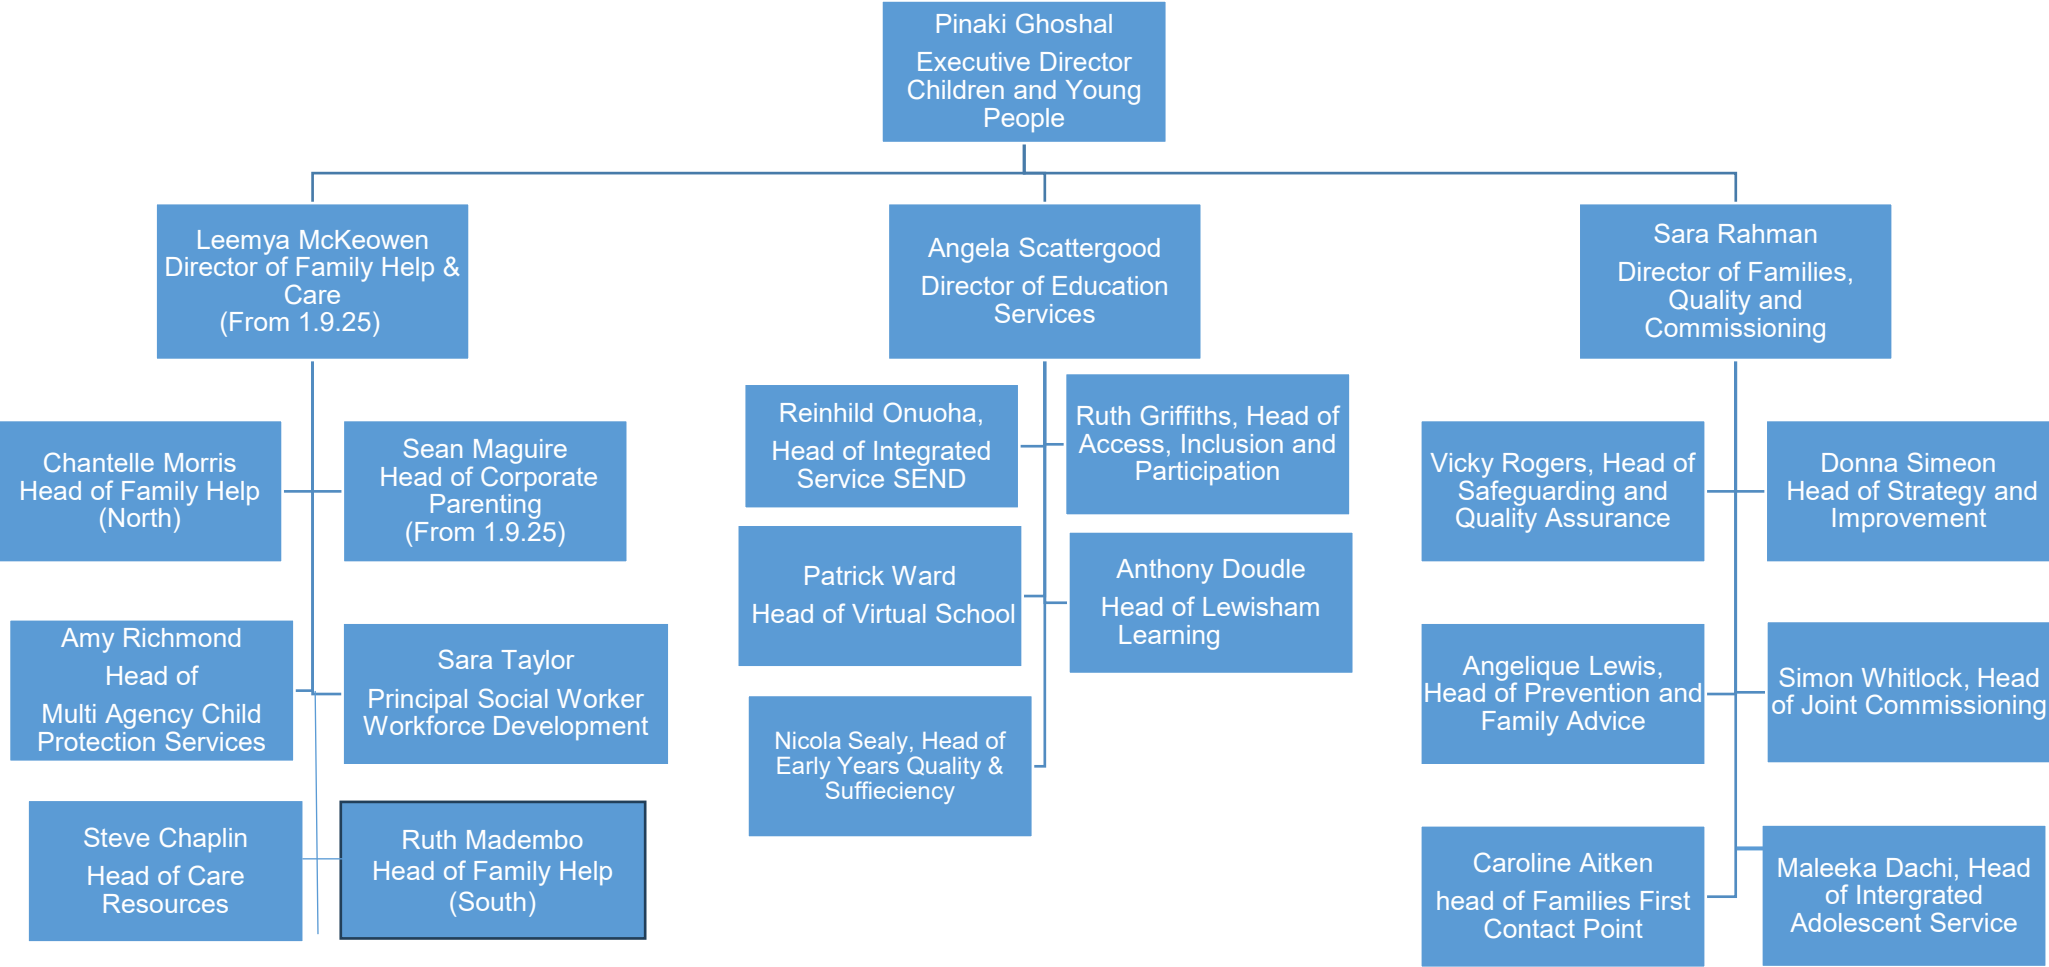 Pinaki Ghoshal
Executive Director
Children and Young
People
Leemya McKeowen
Director of Family Help &
Care
(From 1.9.25)
Angela Scattergood
Director of Education
Services
Sara Rahman
Director of Families,
Quality and
Commissioning
Chantelle Morris
Head of Family Help
(North)
Sean Maguire
Head of Corporate
Parenting
(From 1.9.25)
Amy Richmond
Head of
Multi Agency Child
Protection Services
Sara Taylor
Principal Social Worker
Workforce Development
Steve Chaplin
Head of Care
Resources
Ruth Madembo
Head of Family Help
(South)
Reinhild Onuoha,
Head of Integrated
Service SEND
Ruth Griffiths, Head of
Access, Inclusion and
Participation
Patrick Ward
Head of Virtual School
Anthony Doudle
Head of Lewisham
Learning
Nicola Sealy, Head of
Early Years Quality &
Suffieciency
Vicky Rogers, Head of
Safeguarding and
Quality Assurance
Donna Simeon
Head of Strategy and
Improvement
Angelique Lewis,
Head of Prevention and
Family Advice
Simon Whitlock, Head
of Joint Commissioning
Caroline Aitken
head of Families First
Contact Point
Maleeka Dachi, Head
of Intergrated
Adolescent Service